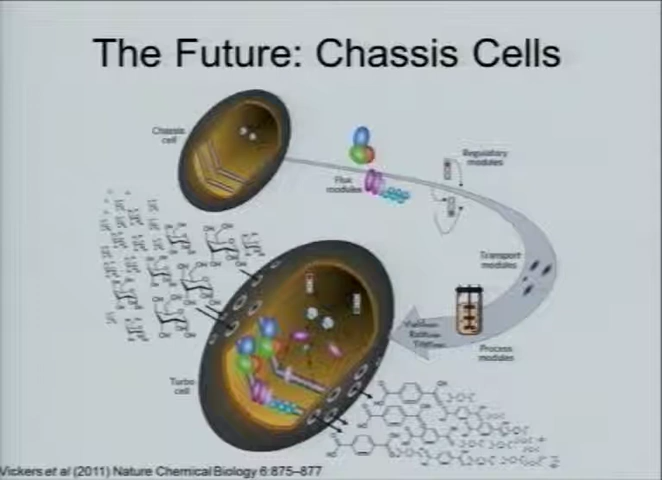 The Future: Chassis Cells
Chassis
cell
Flux
modules
Regulatory
modules
Transport
modules
Process
modules
Turbo
cell
Vickers et al (2011) Nature Chemical Biology 6:875–877